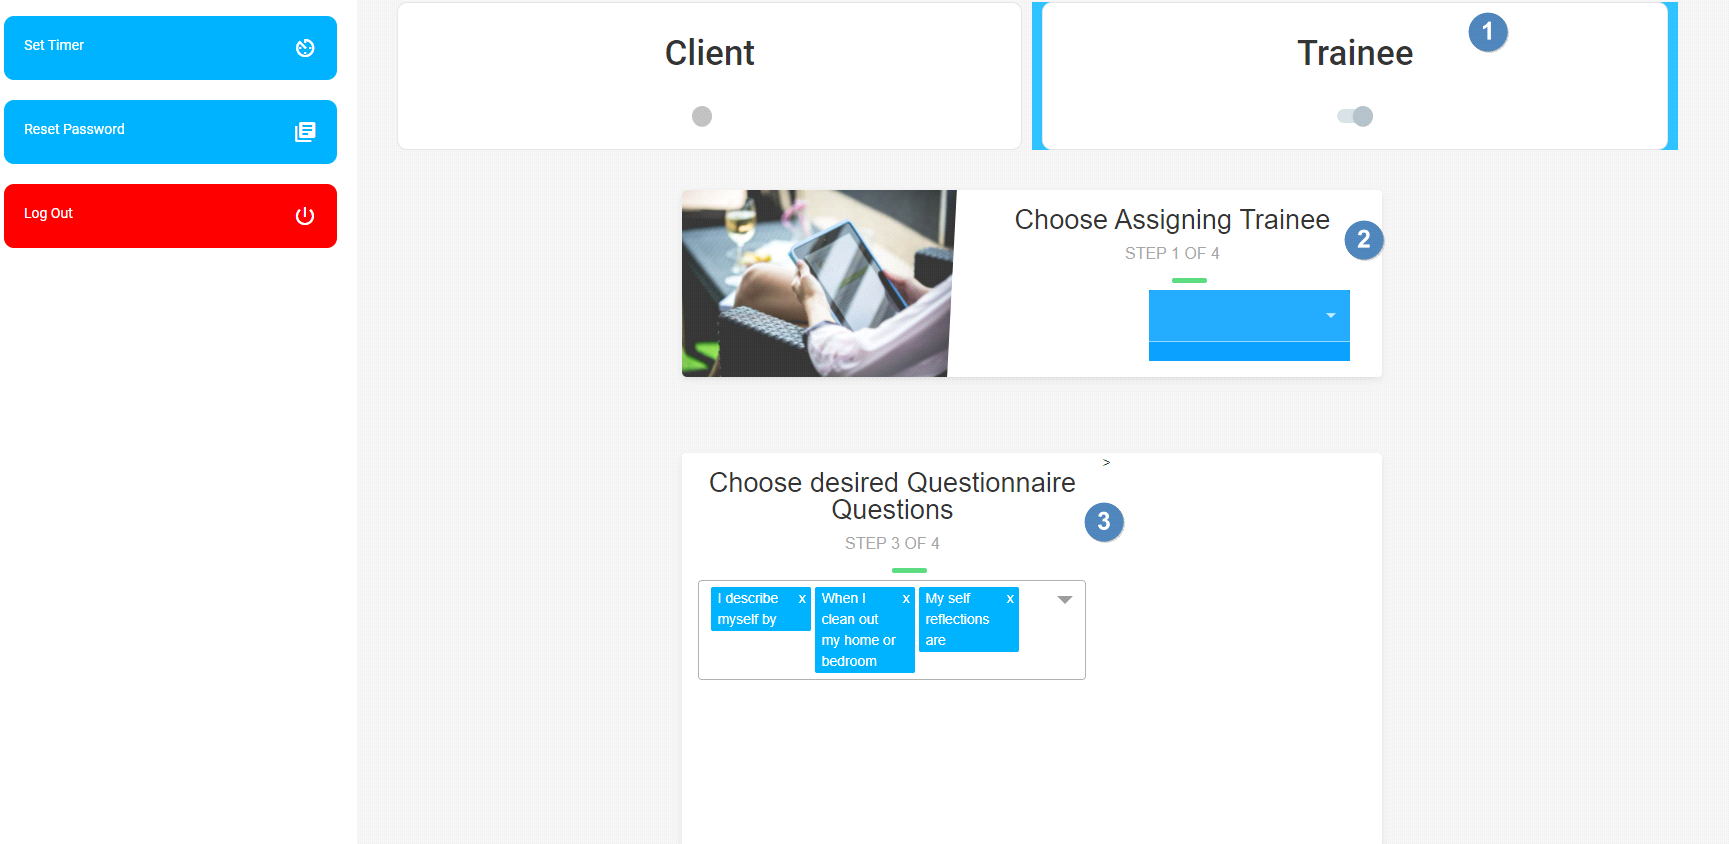 Set Timer
Reset Password
Log Out
Client
Trainee
1
Choose Assigning Trainee
STEP 1 OF 4
2
>
Choose desired Questionnaire
Questions
STEP 3 OF 4
3
I describe x
myself by
When I x
clean out
my home or
bedroom
My self x
reflections
are